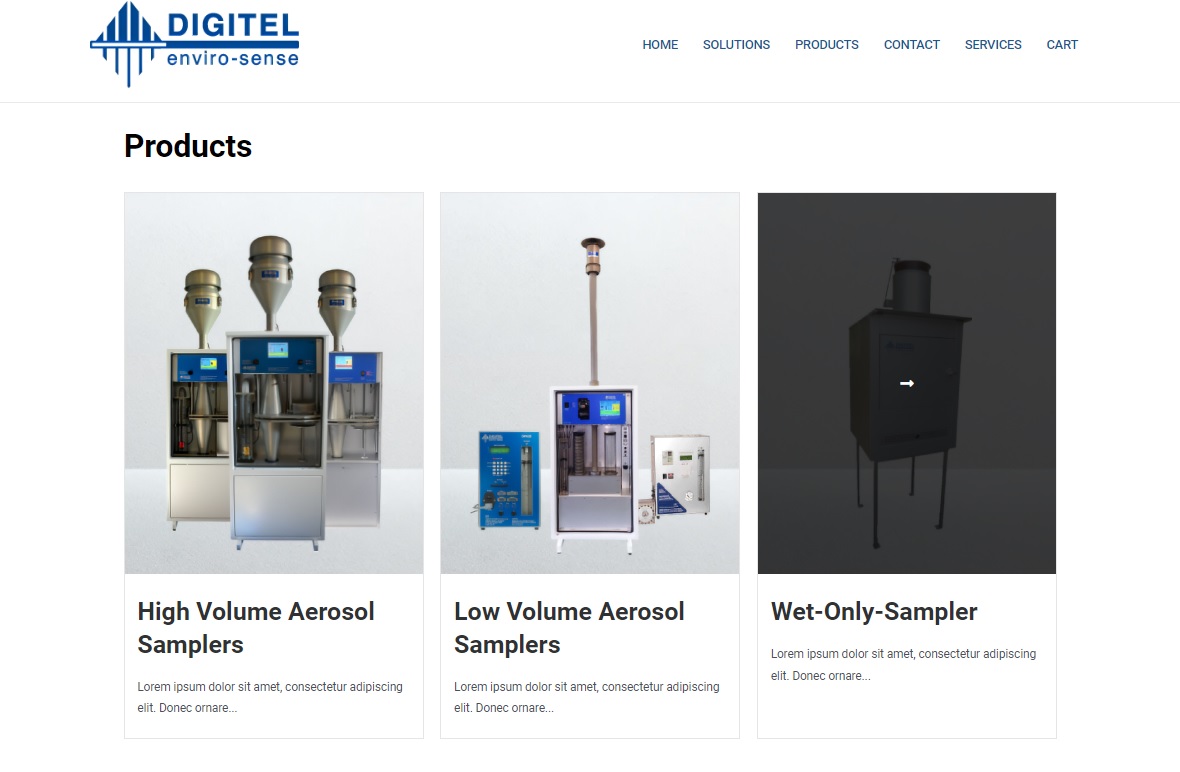 DIGITEL
enviro-sense
HOME SOLUTIONS PRODUCTS CONTACT SERVICES CART
Products
High Volume Aerosol
Samplers
Lorem ipsum dolor sit amet, consectetur adipiscing
elit. Donec ornare...
Low Volume Aerosol
Samplers
Lorem ipsum dolor sit amet, consectetur adipiscing
elit. Donec ornare...
Wet-Only-Sampler
Lorem ipsum dolor sit amet, consectetur adipiscing
elit. Donec ornare...